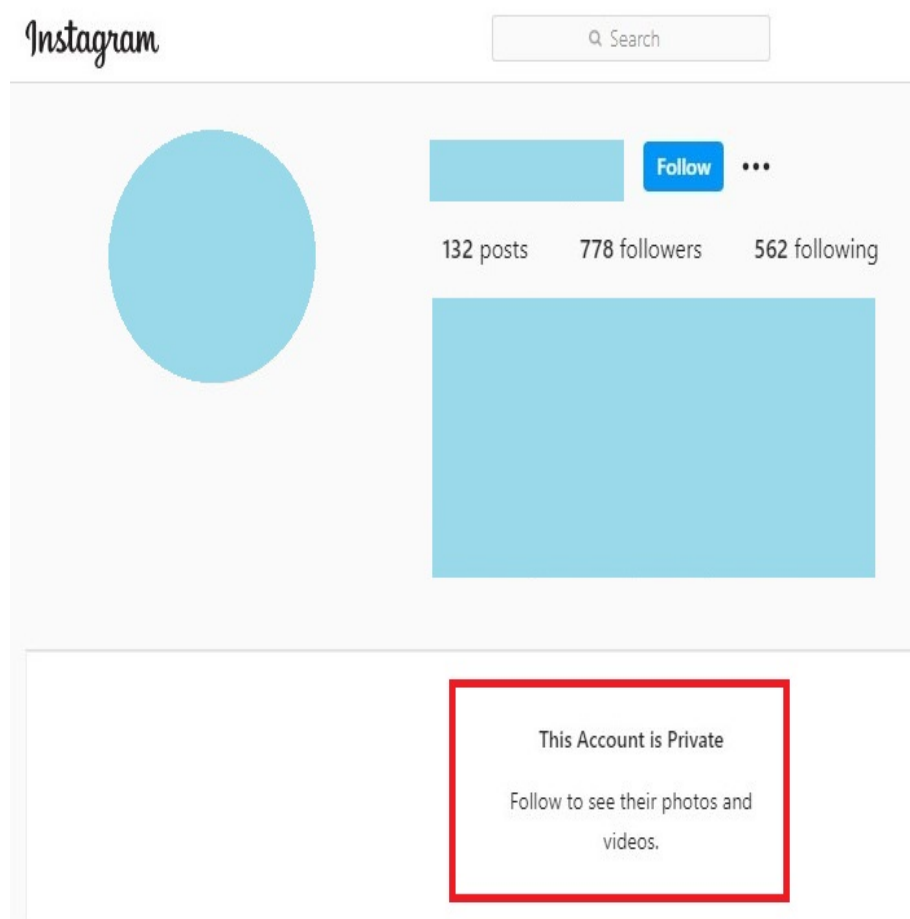 Instagram
Search
Follow
132 posts 778 followers 562 following
This Account is Private
Follow to see their photos and
videos.